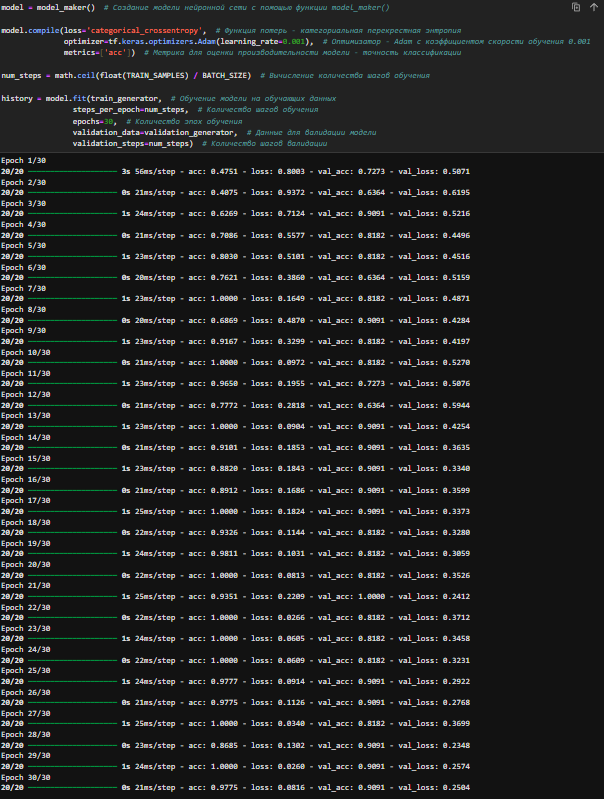 model = model_maker()  # Создание модели нейронной сети с помощью функции model_maker()
model.compile(loss='categorical_crossentropy',  # Функция потерь - категориальная перекрестная энтропия
optimizer=tf.keras.optimizers.Adam(learning_rate=0.001),  # Оптимизатор - Adam с коэффициентом скорости обучения 0.001
metrics=['acc'])  # Метрика для оценки производительности модели - точность классификации
num_steps = math.ceil(float(TRAIN_SAMPLES) / BATCH_SIZE)  # Вычисление количества шагов обучения
history = model.fit(train_generator,  # Обучение модели на обучающих данных
steps_per_epoch=num_steps,  # Количество шагов обучения
epochs=30,  # Количество эпох обучения
validation_data=validation_generator,  # Данные для валидации модели
validation_steps=num_steps)  # Количество шагов валидации
Epoch 1/30
20/20 3s 56ms/step - acc: 0.4751 - loss: 0.8003 - val_acc: 0.7273 - val_loss: 0.5071
Epoch 2/30
20/20 0s 21ms/step - acc: 0.4075 - loss: 0.9372 - val_acc: 0.6364 - val_loss: 0.6195
Epoch 3/30
20/20 1s 24ms/step - acc: 0.6269 - loss: 0.7124 - val_acc: 0.9091 - val_loss: 0.5216
Epoch 4/30
20/20 0s 21ms/step - acc: 0.7086 - loss: 0.5577 - val_acc: 0.8182 - val_loss: 0.4496
Epoch 5/30
20/20 1s 23ms/step - acc: 0.8030 - loss: 0.5101 - val_acc: 0.8182 - val_loss: 0.4516
Epoch 6/30
20/20 0s 20ms/step - acc: 0.7621 - loss: 0.3860 - val_acc: 0.6364 - val_loss: 0.5159
Epoch 7/30
20/20 1s 23ms/step - acc: 1.0000 - loss: 0.1649 - val_acc: 0.8182 - val_loss: 0.4871
Epoch 8/30
20/20 0s 20ms/step - acc: 0.6869 - loss: 0.4870 - val_acc: 0.9091 - val_loss: 0.4284
Epoch 9/30
20/20 1s 23ms/step - acc: 0.9167 - loss: 0.3299 - val_acc: 0.8182 - val_loss: 0.4197
Epoch 10/30
20/20 0s 21ms/step - acc: 1.0000 - loss: 0.0972 - val_acc: 0.8182 - val_loss: 0.5270
Epoch 11/30
20/20 1s 23ms/step - acc: 0.9650 - loss: 0.1955 - val_acc: 0.7273 - val_loss: 0.5076
Epoch 12/30
20/20 0s 21ms/step - acc: 0.7772 - loss: 0.2818 - val_acc: 0.6364 - val_loss: 0.5944
Epoch 13/30
20/20 1s 23ms/step - acc: 1.0000 - loss: 0.0904 - val_acc: 0.9091 - val_loss: 0.4254
Epoch 14/30
20/20 0s 21ms/step - acc: 0.9101 - loss: 0.1853 - val_acc: 0.9091 - val_loss: 0.3635
Epoch 15/30
20/20 1s 23ms/step - acc: 0.8820 - loss: 0.1843 - val_acc: 0.9091 - val_loss: 0.3340
Epoch 16/30
20/20 0s 21ms/step - acc: 0.8912 - loss: 0.1686 - val_acc: 0.9091 - val_loss: 0.3599
Epoch 17/30
20/20 1s 25ms/step - acc: 1.0000 - loss: 0.1824 - val_acc: 0.9091 - val_loss: 0.3373
Epoch 18/30
20/20 0s 22ms/step - acc: 0.9326 - loss: 0.1144 - val_acc: 0.8182 - val_loss: 0.3280
Epoch 19/30
20/20 1s 24ms/step - acc: 0.9811 - loss: 0.1031 - val_acc: 0.8182 - val_loss: 0.3059
Epoch 20/30
20/20 0s 22ms/step - acc: 1.0000 - loss: 0.0813 - val_acc: 0.8182 - val_loss: 0.3526
Epoch 21/30
20/20 1s 25ms/step - acc: 0.9351 - loss: 0.2209 - val_acc: 1.0000 - val_loss: 0.2412
Epoch 22/30
20/20 0s 22ms/step - acc: 1.0000 - loss: 0.0266 - val_acc: 0.8182 - val_loss: 0.3712
Epoch 23/30
20/20 1s 24ms/step - acc: 1.0000 - loss: 0.0605 - val_acc: 0.8182 - val_loss: 0.3458
Epoch 24/30
20/20 0s 22ms/step - acc: 1.0000 - loss: 0.0609 - val_acc: 0.8182 - val_loss: 0.3231
Epoch 25/30
20/20 1s 24ms/step - acc: 0.9777 - loss: 0.0914 - val_acc: 0.9091 - val_loss: 0.2922
Epoch 26/30
20/20 0s 21ms/step - acc: 0.9775 - loss: 0.1126 - val_acc: 0.9091 - val_loss: 0.2768
Epoch 27/30
20/20 1s 25ms/step - acc: 1.0000 - loss: 0.0340 - val_acc: 0.8182 - val_loss: 0.3699
Epoch 28/30
20/20 0s 23ms/step - acc: 0.8685 - loss: 0.1302 - val_acc: 0.9091 - val_loss: 0.2348
Epoch 29/30
20/20 1s 24ms/step - acc: 1.0000 - loss: 0.0260 - val_acc: 0.9091 - val_loss: 0.2574
Epoch 30/30
20/20 0s 21ms/step - acc: 0.9775 - loss: 0.0816 - val_acc: 0.9091 - val_loss: 0.2504